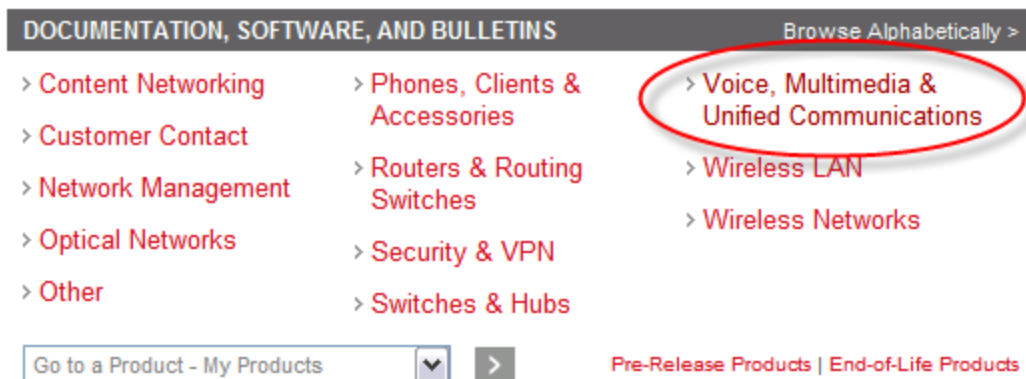 DOCUMENTATION, SOFTWARE, AND BULLETINS
Browse Alphabetically >
> Content Networking
> Customer Contact
> Network Management
> Optical Networks
> Other
> Phones, Clients &
Accessories
> Routers & Routing
Switches
> Security & VPN
> Switches & Hubs
> Voice, Multimedia &
Unified Communications
> Wireless LAN
> Wireless Networks
Go to a Product - My Products
>
Pre-Release Products | End-of-Life Products